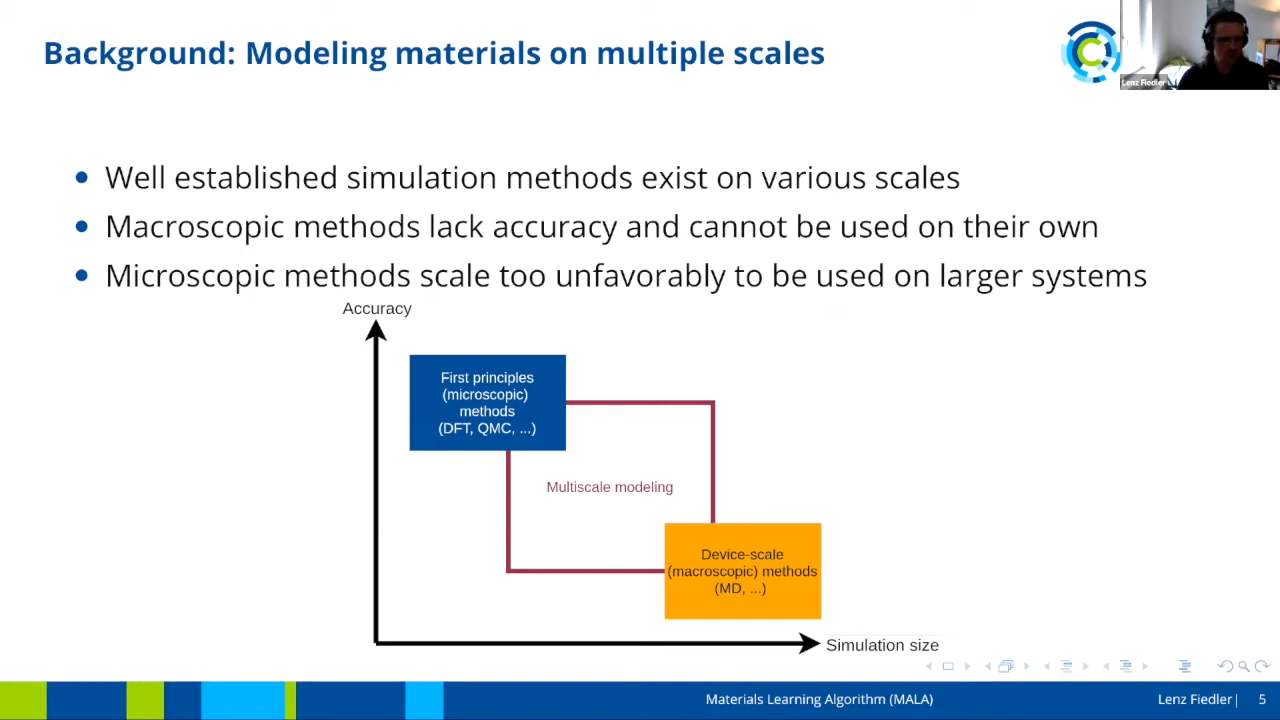 Background: Modeling materials on multiple scales
Lenz Fiedler
Well established simulation methods exist on various scales
Macroscopic methods lack accuracy and cannot be used on their own
Microscopic methods scale too unfavorably to be used on larger systems
Accuracy
First principles
(microscopic)
methods
(DFT, QMC, ...)
Multiscale modeling
Device-scale
(macroscopic) methods
(MD, ...)
Simulation size
Materials Learning Algorithm (MALA)
Lenz Fiedler| 5